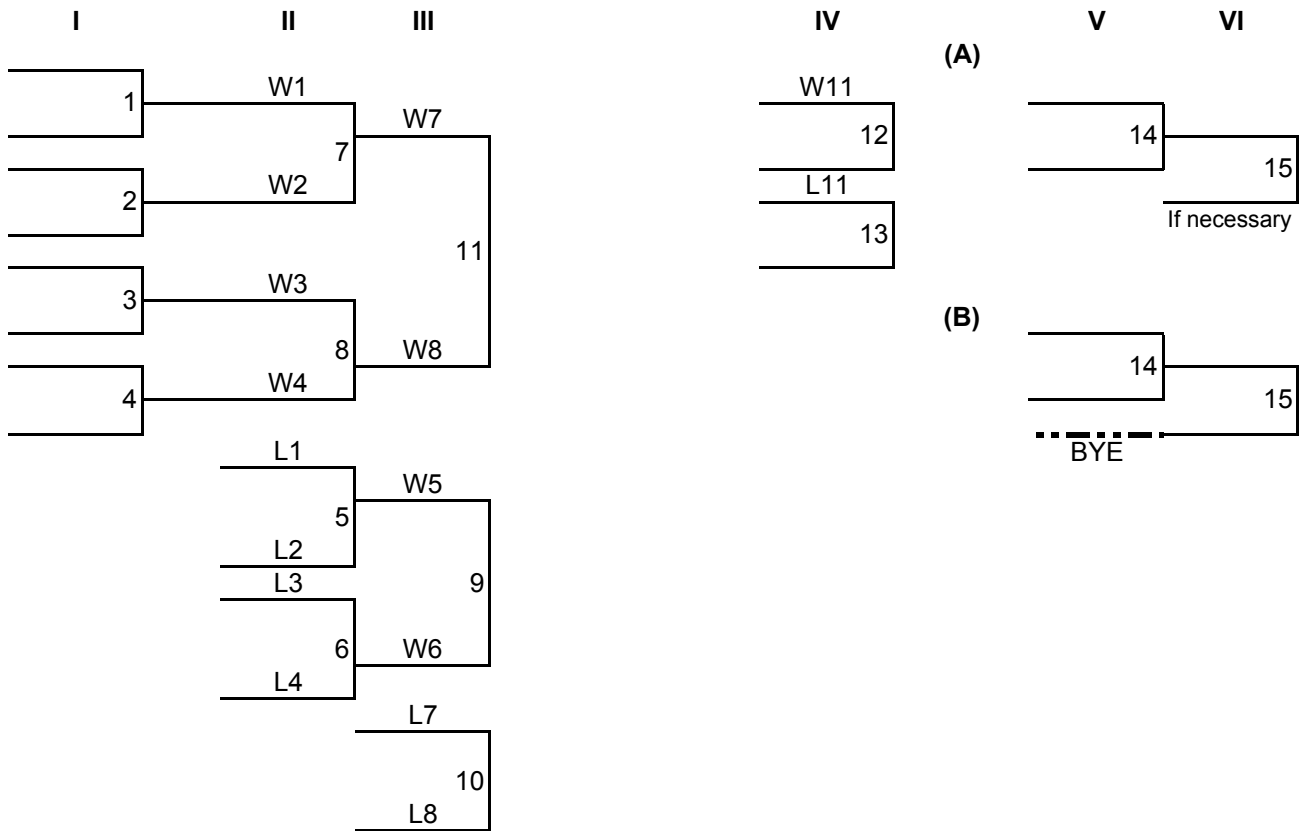 I II III IV V VI
(A)
1 W1 W7 W11
7 12 14
2 W2 15
L11 If necessary
11 13
3 W3
(B)
8 W8 14
4 W4 15
L1 BYE
W5
5
L2
L3 9
6 W6
L4
L7
10
L8